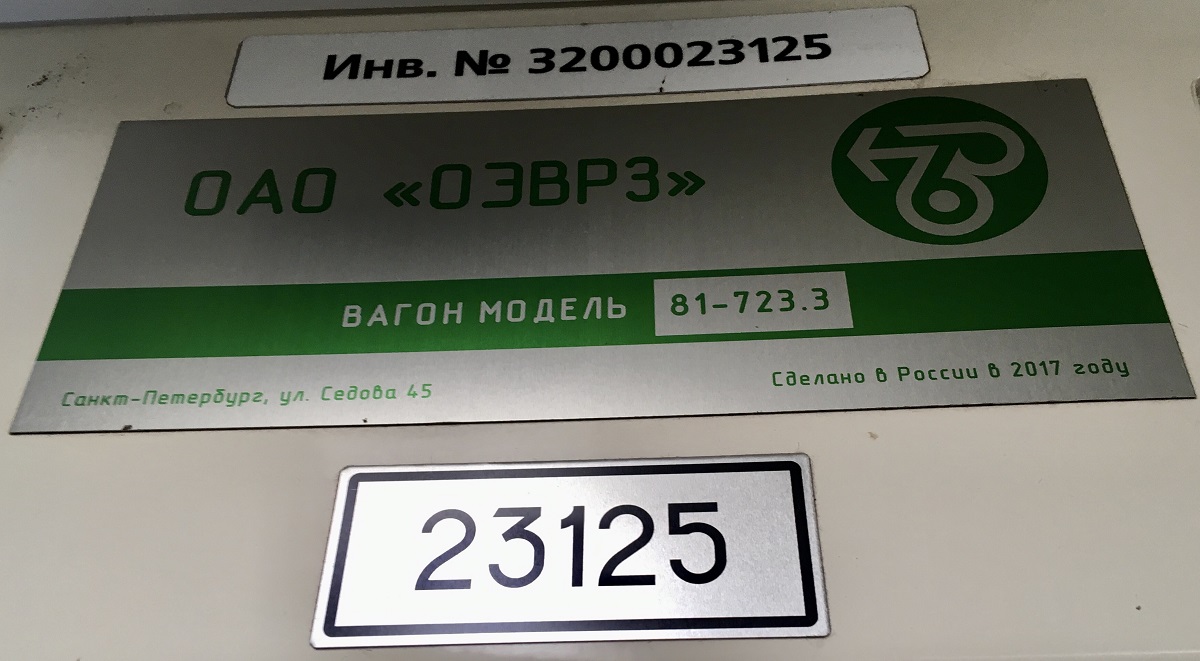 Инв. № 3200023125
ОАО «ОЭВРЗ»
ВАГОН МОДЕЛЬ 81-723.3
Санкт-Петербург, ул. Седова 45
Сделано в России в 2017 году
23125